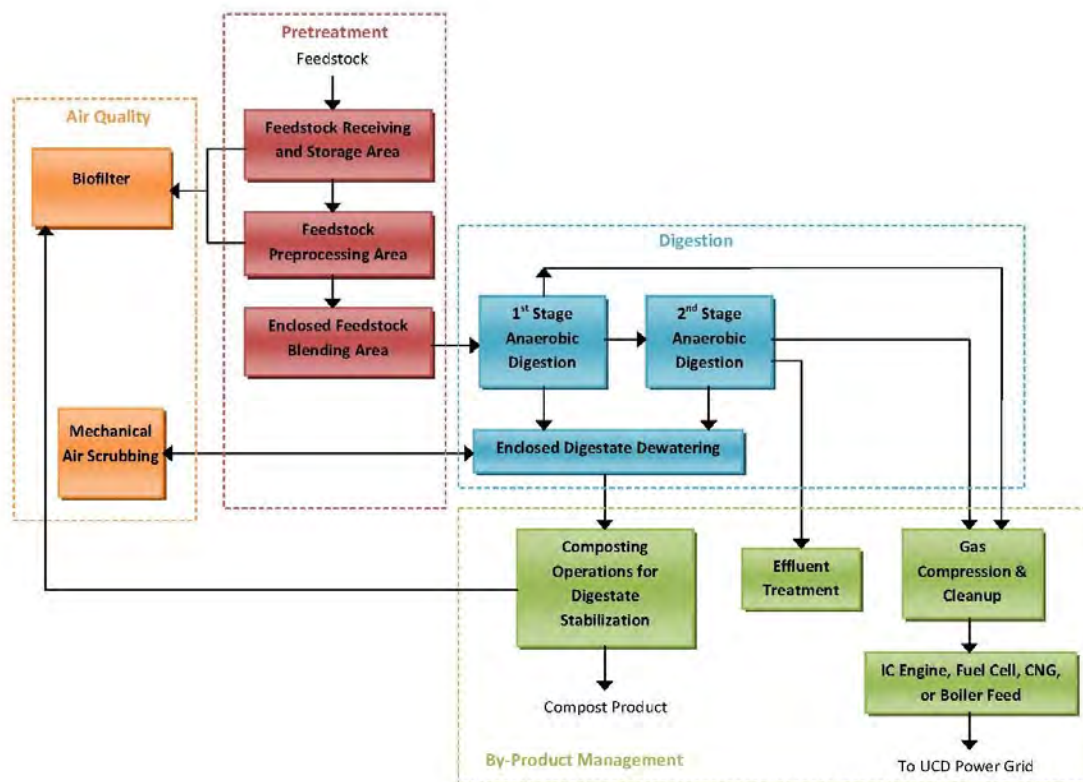 Pretreatment
Feedstock
Air Quality
Feedstock Receiving
and Storage Area
Biofilter
Feedstock
Preprocessing Area
Digestion
Enclosed Feedstock
Blending Area
1st Stage
Anaerobic
Digestion
2nd Stage
Anaerobic
Digestion
Mechanical
Air Scrubbing
Enclosed Digestate Dewatering
Composting
Operations for
Digestate
Stabilization
Effluent
Treatment
Gas
Compression &
Cleanup
IC Engine, Fuel Cell, CNG,
or Boiler Feed
Compost Product
By-Product Management
To UCD Power Grid